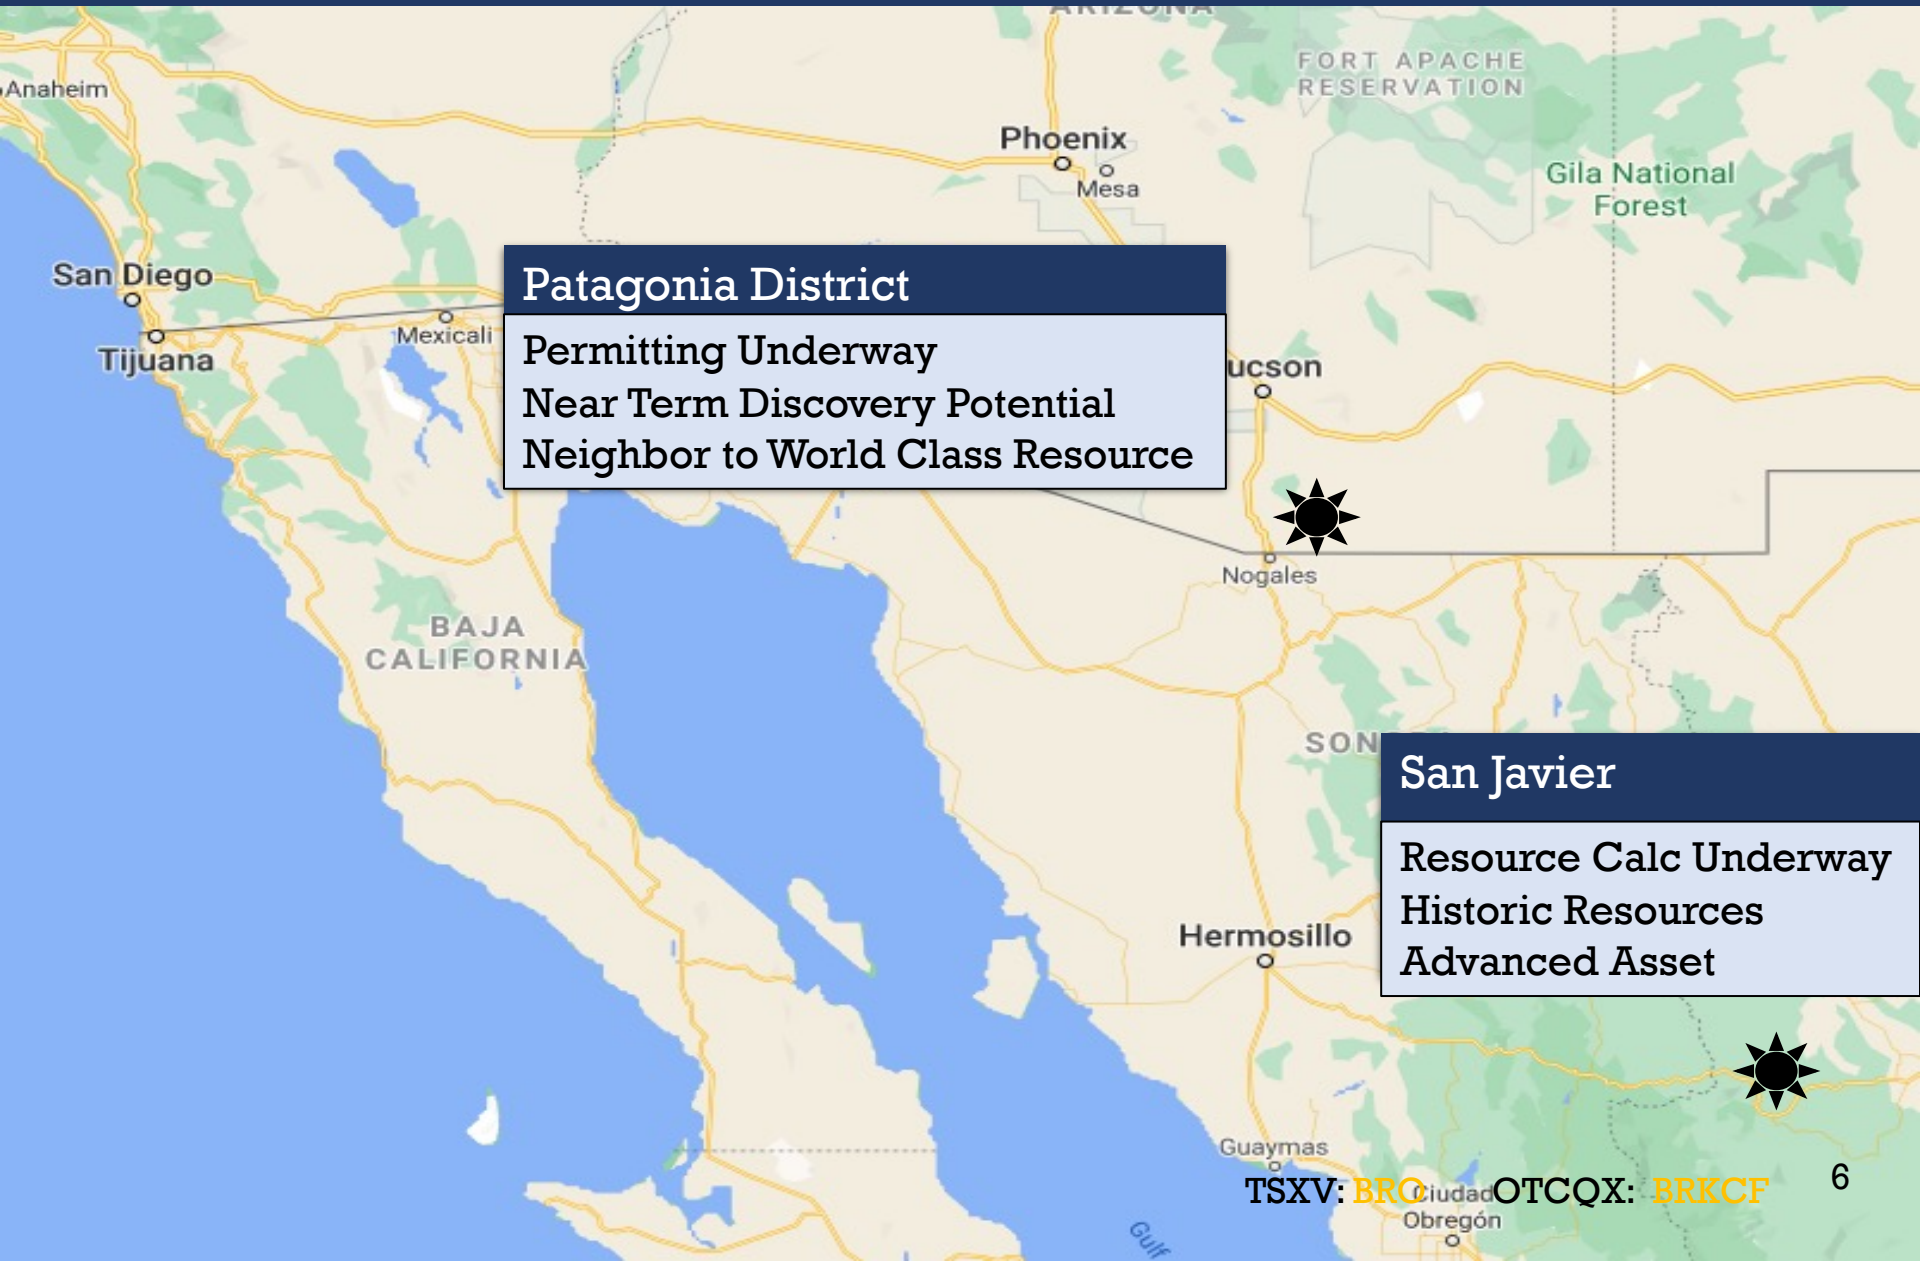 ARIZONA
FORT APACHE
RESERVATION
Anaheim
Phoenix
Mesa
Gila National
Forest
San Diego
Mexicali
Tijuana
Patagonia District
Permitting Underway
Near Term Discovery Potential
Neighbor to World Class Resource
ucson
Nogales
BAJA
CALIFORNIA
SON
San Javier
Resource Calc Underway
Historic Resources
Advanced Asset
Hermosillo
Guaymas
TSXV: BRO OTCQX: BRKCF
6
Ciudad
Obregón
Gulf